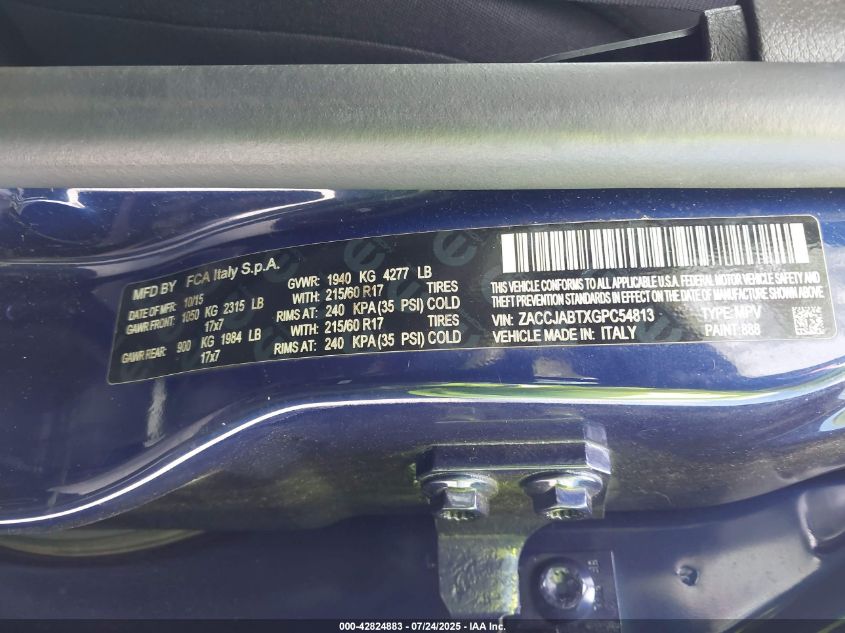 MFD BY FCA Italy S.p.A.
DATE OF MFR: 10/15
GAWR FRONT: 1050 KG 2315 LB
17x7
GAWR REAR: 900 KG 1984 LB
17x7
GVWR: 1940 KG 4277 LB
WITH: 215/60 R17 TIRES
RIMS AT: 240 KPA (35 PSI) COLD
WITH: 215/60 R17 TIRES
RIMS AT: 240 KPA (35 PSI) COLD
THIS VEHICLE CONFORMS TO ALL APPLICABLE U.S.A. FEDERAL MOTOR VEHICLE SAFETY AND
THEFT PREVENTION STANDARDS IN EFFECT ON THE DATE OF MANUFACTURE SHOWN ABOVE.
VIN: ZACCJABTXGPC54813 TYPE: MPV
VEHICLE MADE IN: ITALY PAINT: 888
000-42824883 / 07/24/2025 - IAA Inc.